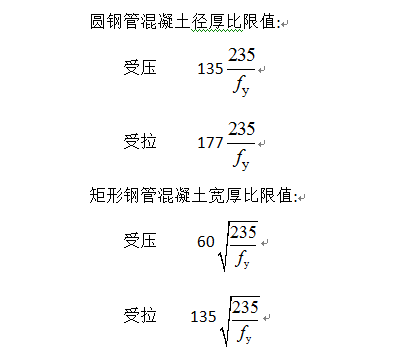 圆钢管混凝土径厚比限值:↵
受压 135 235/fy ↵
受拉 177 235/fy ↵
矩形钢管混凝土宽厚比限值:↵
受压 60 √(235/fy) ↵
受拉 135 √(235/fy) ↵